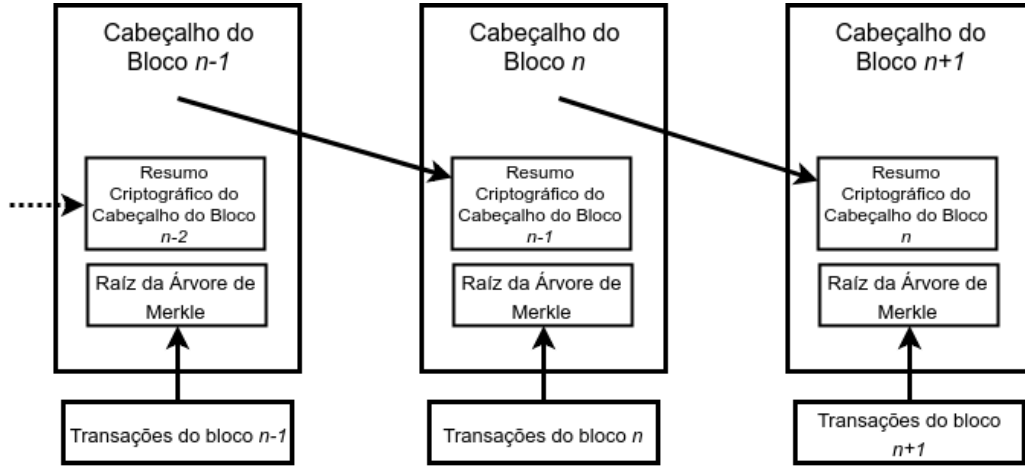 Cabeçalho do
Bloco n-1
Resumo
Criptográfico do
Cabeçalho do Bloco
n-2
Raíz da Árvore de
Merkle
Transações do bloco n-1
Cabeçalho do
Bloco n
Resumo
Criptográfico do
Cabeçalho do Bloco
n-1
Raíz da Árvore de
Merkle
Transações do bloco n
Cabeçalho do
Bloco n+1
Resumo
Criptográfico do
Cabeçalho do Bloco
n
Raíz da Árvore de
Merkle
Transações do bloco
n+1